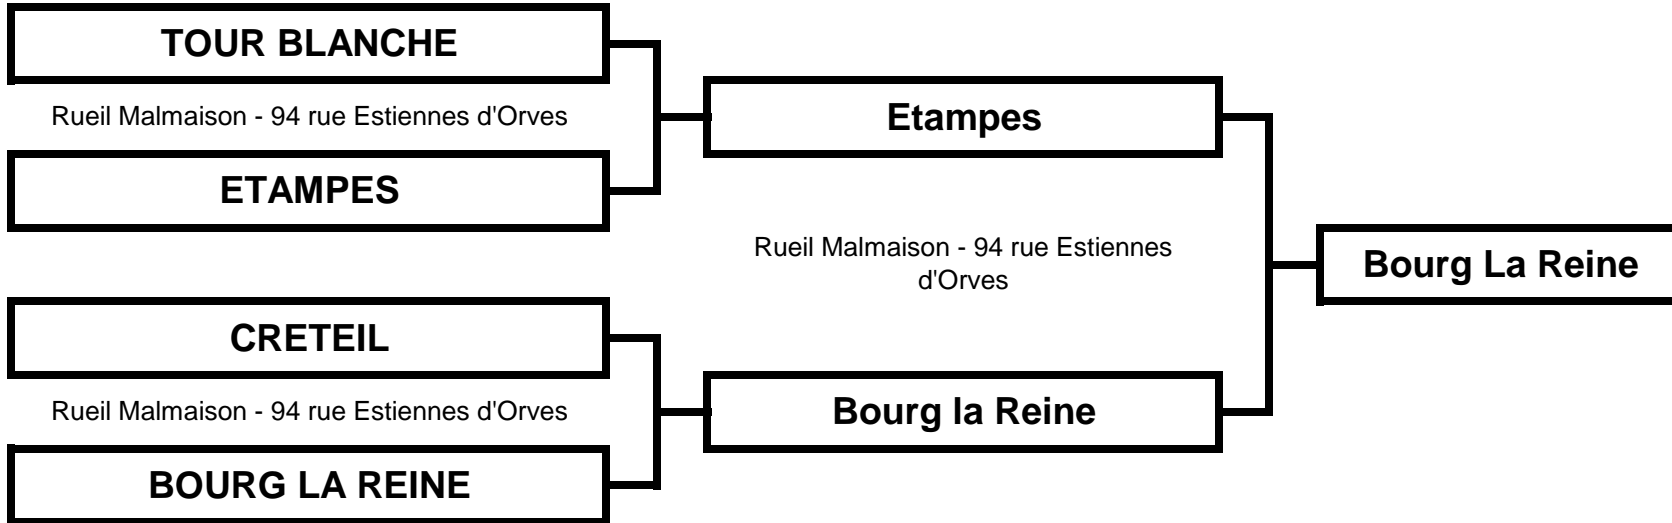 TOUR BLANCHE
Rueil Malmaison - 94 rue Estiennes d'Orves
ETAMPES
Etampes
Rueil Malmaison - 94 rue Estiennes
d'Orves
Bourg La Reine
CRETEIL
Rueil Malmaison - 94 rue Estiennes d'Orves
BOURG LA REINE
Bourg la Reine